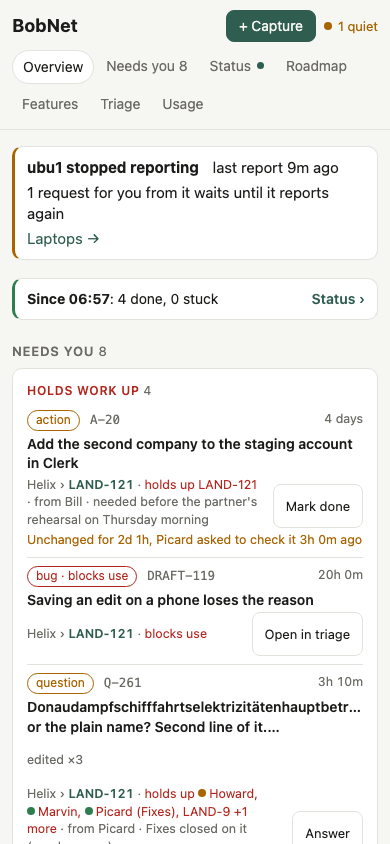 BobNet
+ Capture
1 quiet
Overview
Needs you 8
Status
Roadmap
Features
Triage
Usage
ubu1 stopped reporting last report 9m ago
1 request for you from it waits until it reports
again
Laptops →
Since 06:57: 4 done, 0 stuck
Status ›
NEEDS YOU 8
HOLDS WORK UP 4
action A-20 4 days
Add the second company to the staging account
in Clerk
Helix › LAND-121 · holds up LAND-121
· from Bill · needed before the partner's
rehearsal on Thursday morning
Mark done
Unchanged for 2d 1h, Picard asked to check it 3h 0m ago
bug · blocks use DRAFT-119 20h 0m
Saving an edit on a phone loses the reason
Helix › LAND-121 · blocks use
Open in triage
question Q-261 3h 10m
Donaudampfschifffahrtselektrizitätenhauptbetr...
or the plain name? Second line of it....
edited ×3
Helix › LAND-121 · holds up Howard,
Marvin, Picard (Fixes), LAND-9 +1
more · from Picard · Fixes closed on it
Answer